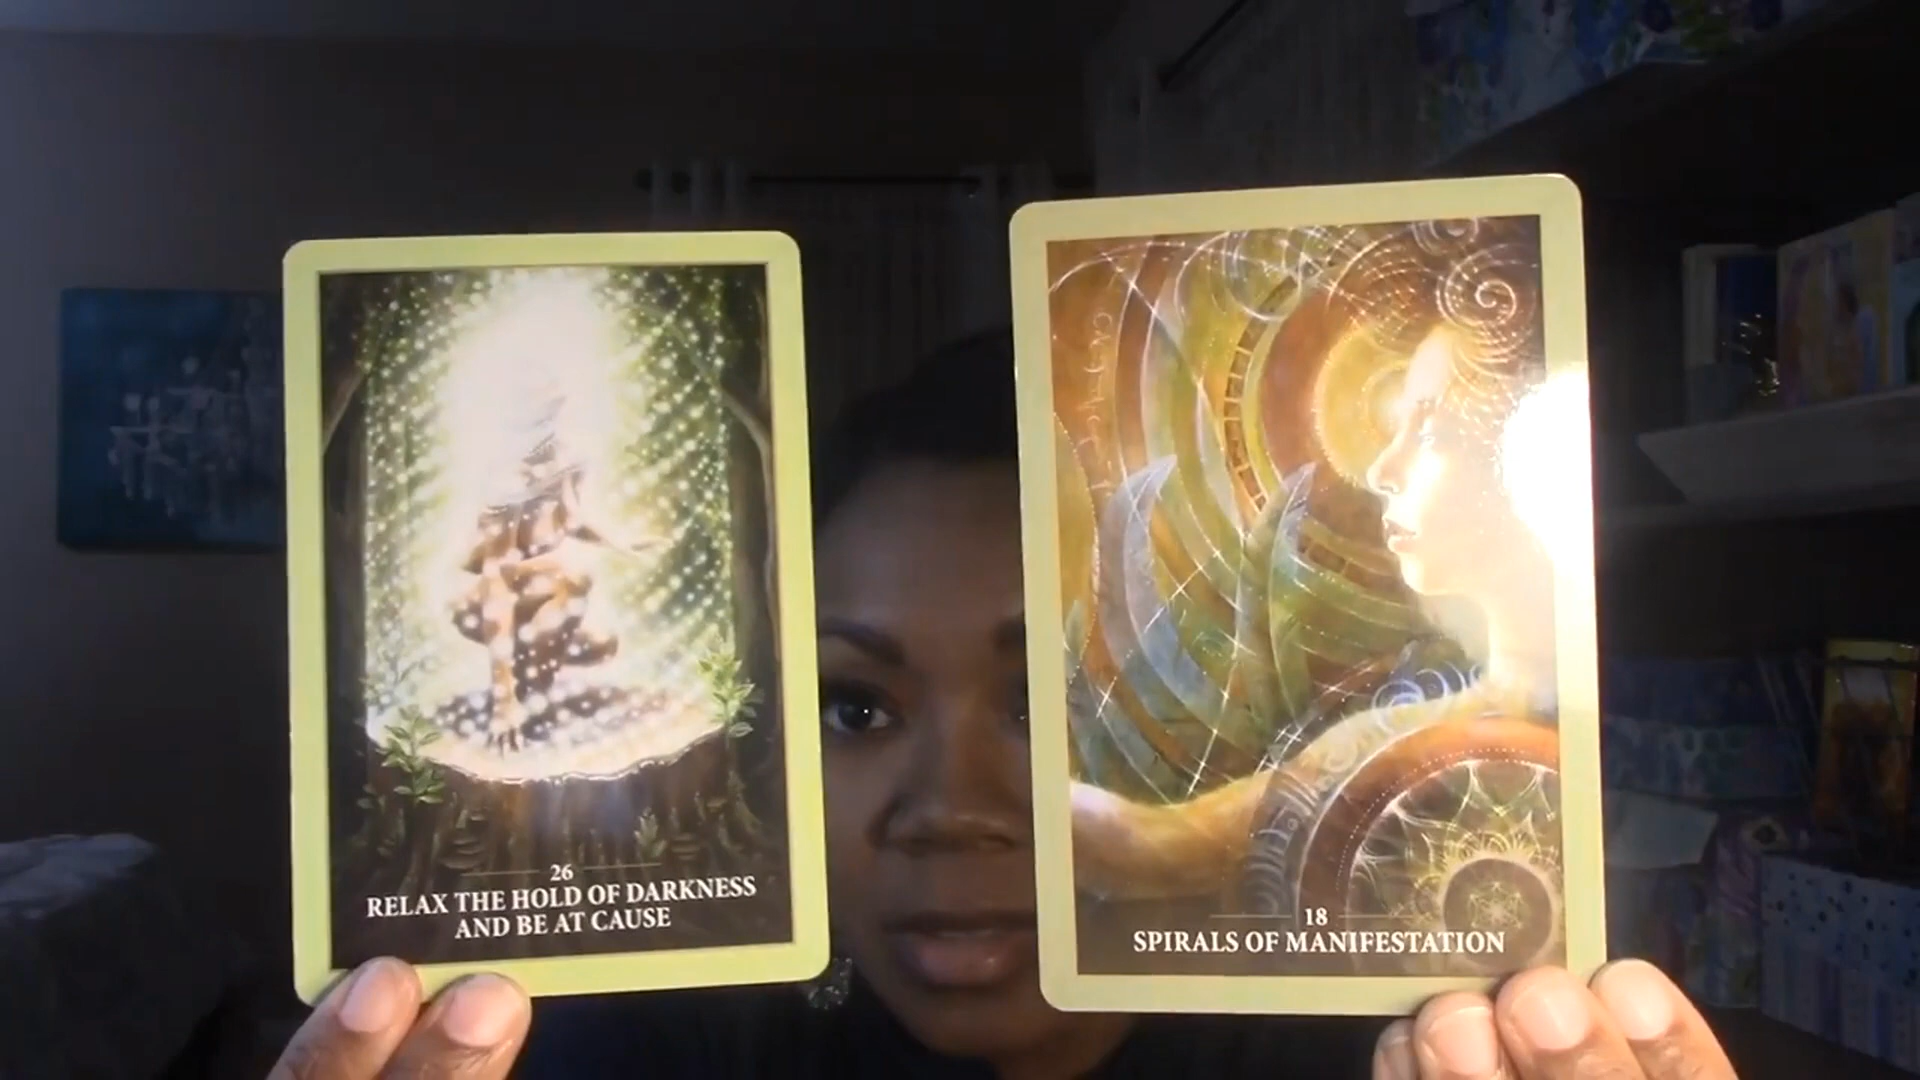 26
RELAX THE HOLD OF DARKNESS
AND BE AT CAUSE
18
SPIRALS OF MANIFESTATION